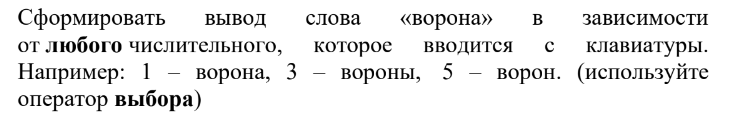 Сформировать вывод слова «ворона» в зависимости
от любого числительного, которое вводится с клавиатуры.
Например: 1 – ворона, 3 – вороны, 5 – ворон. (используйте
оператор выбора)